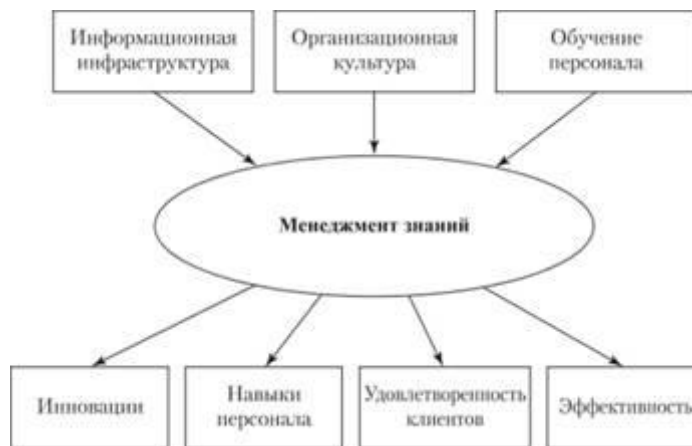 Информационная
инфраструктура
Организационная
культура
Обучение
персонала
Менеджмент знаний
Инновации
Навыки
персонала
Удовлетворенность
клиентов
Эффективность